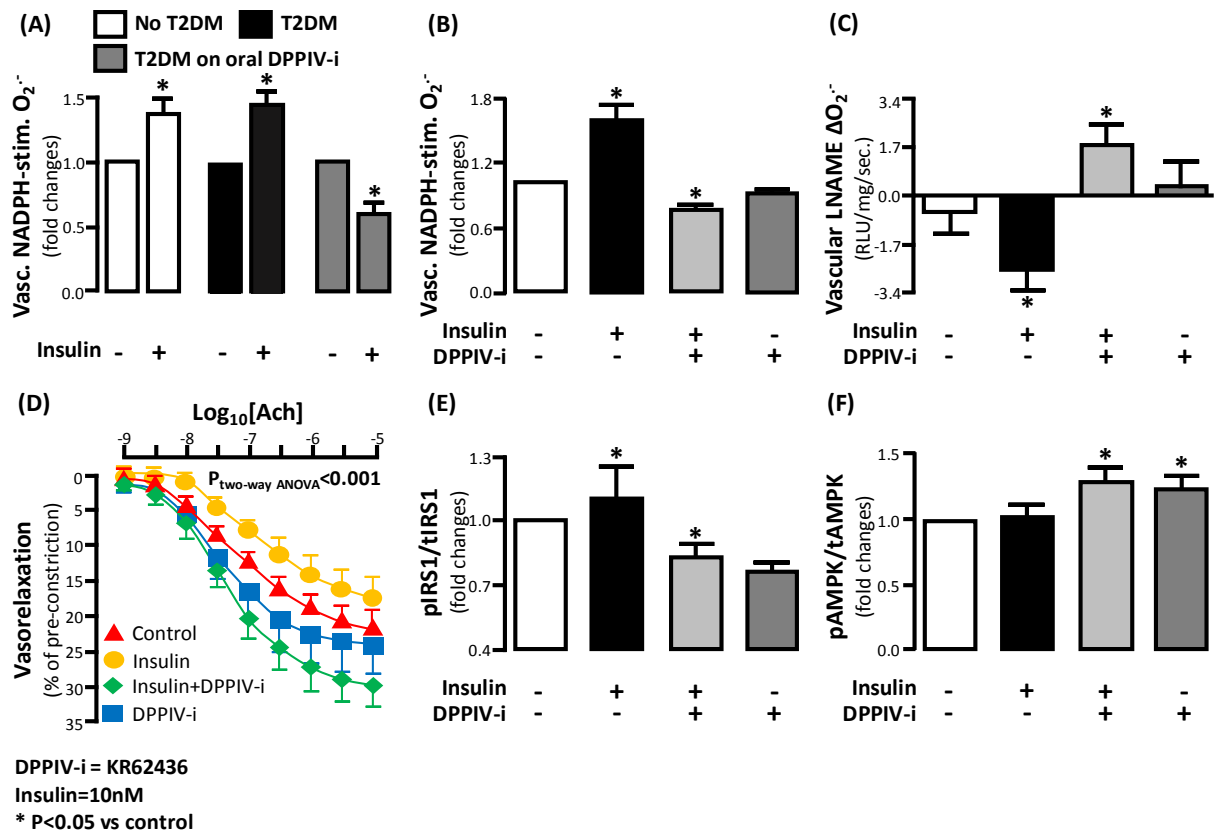 (A)
No T2DM
T2DM
T2DM on oral DPPIV-i
Vasc. NADPH-stim. O₂·⁻
(fold changes)
1.5
1.0
0.5
0.0
* * *
Insulin - + - + - +
(B)
Vasc. NADPH-stim. O₂·⁻
(fold changes)
1.8
1.2
0.6
0.0
* *
Insulin - + + -
DPPIV-i - - + +
(C)
Vascular LNAME ΔO₂·⁻
(RLU/mg/sec.)
3.4
1.7
0.0
-1.7
-3.4
* *
Insulin - + + -
DPPIV-i - - + +
(D)
Log₁₀[Ach]
-9 -8 -7 -6 -5
P two-way ANOVA<0.001
Vasorelaxation
(% of pre-constriction)
0
5
10
15
20
25
30
35
Control
Insulin
Insulin+DPPIV-i
DPPIV-i
(E)
pIRS1/tIRS1
(fold changes)
1.3
1.0
0.7
0.4
* *
Insulin - + + -
DPPIV-i - - + +
(F)
pAMPK/tAMPK
(fold changes)
1.5
1.0
0.5
0.0
* *
Insulin - + + -
DPPIV-i - - + +
DPPIV-i = KR62436
Insulin=10nM
* P<0.05 vs control